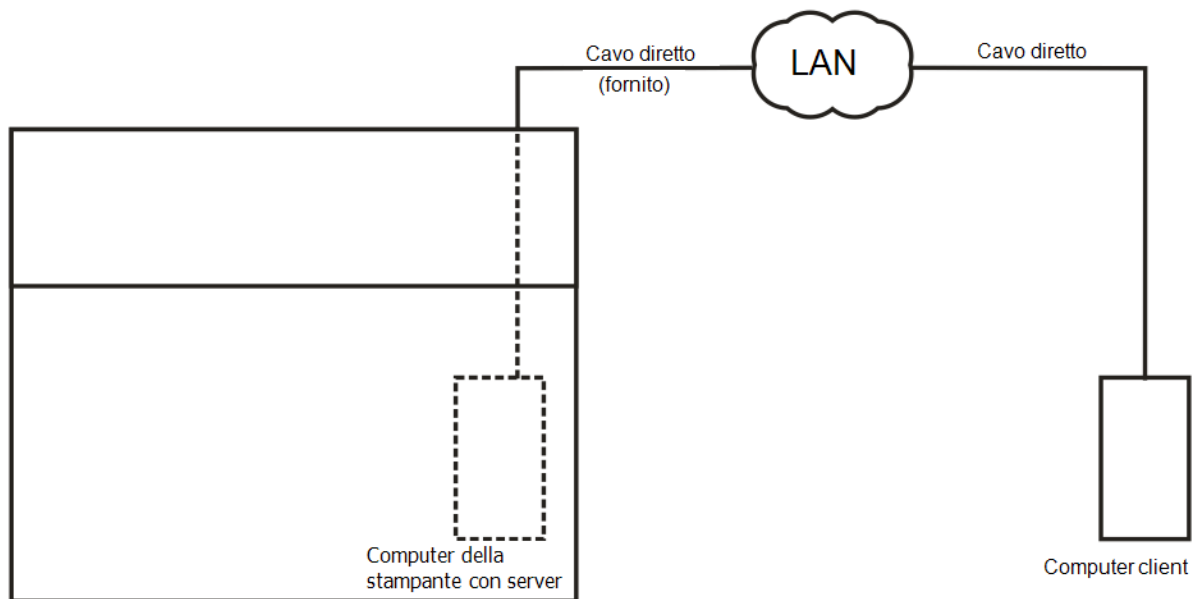 Cavo diretto
(fornito)
LAN
Cavo diretto
Computer della
stampante con server
Computer client